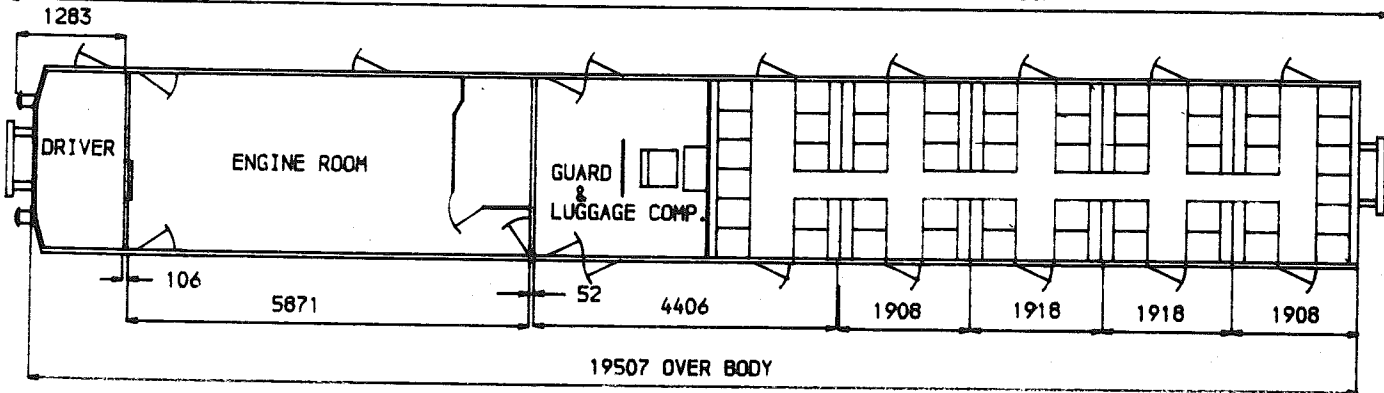 1283
DRIVER
ENGINE ROOM
GUARD
&
LUGGAGE COMP.
106
5871
52
4406
1908
1918
1918
1908
19507 OVER BODY